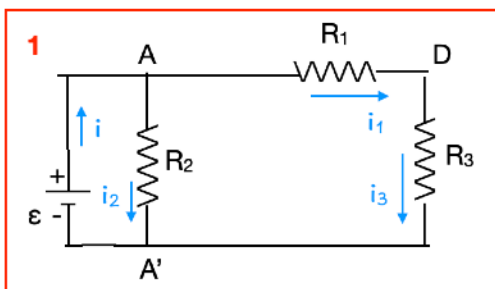 1
A
R₁
D
i
i₁
+
R₂
R₃
ε -
i₂
i₃
A'